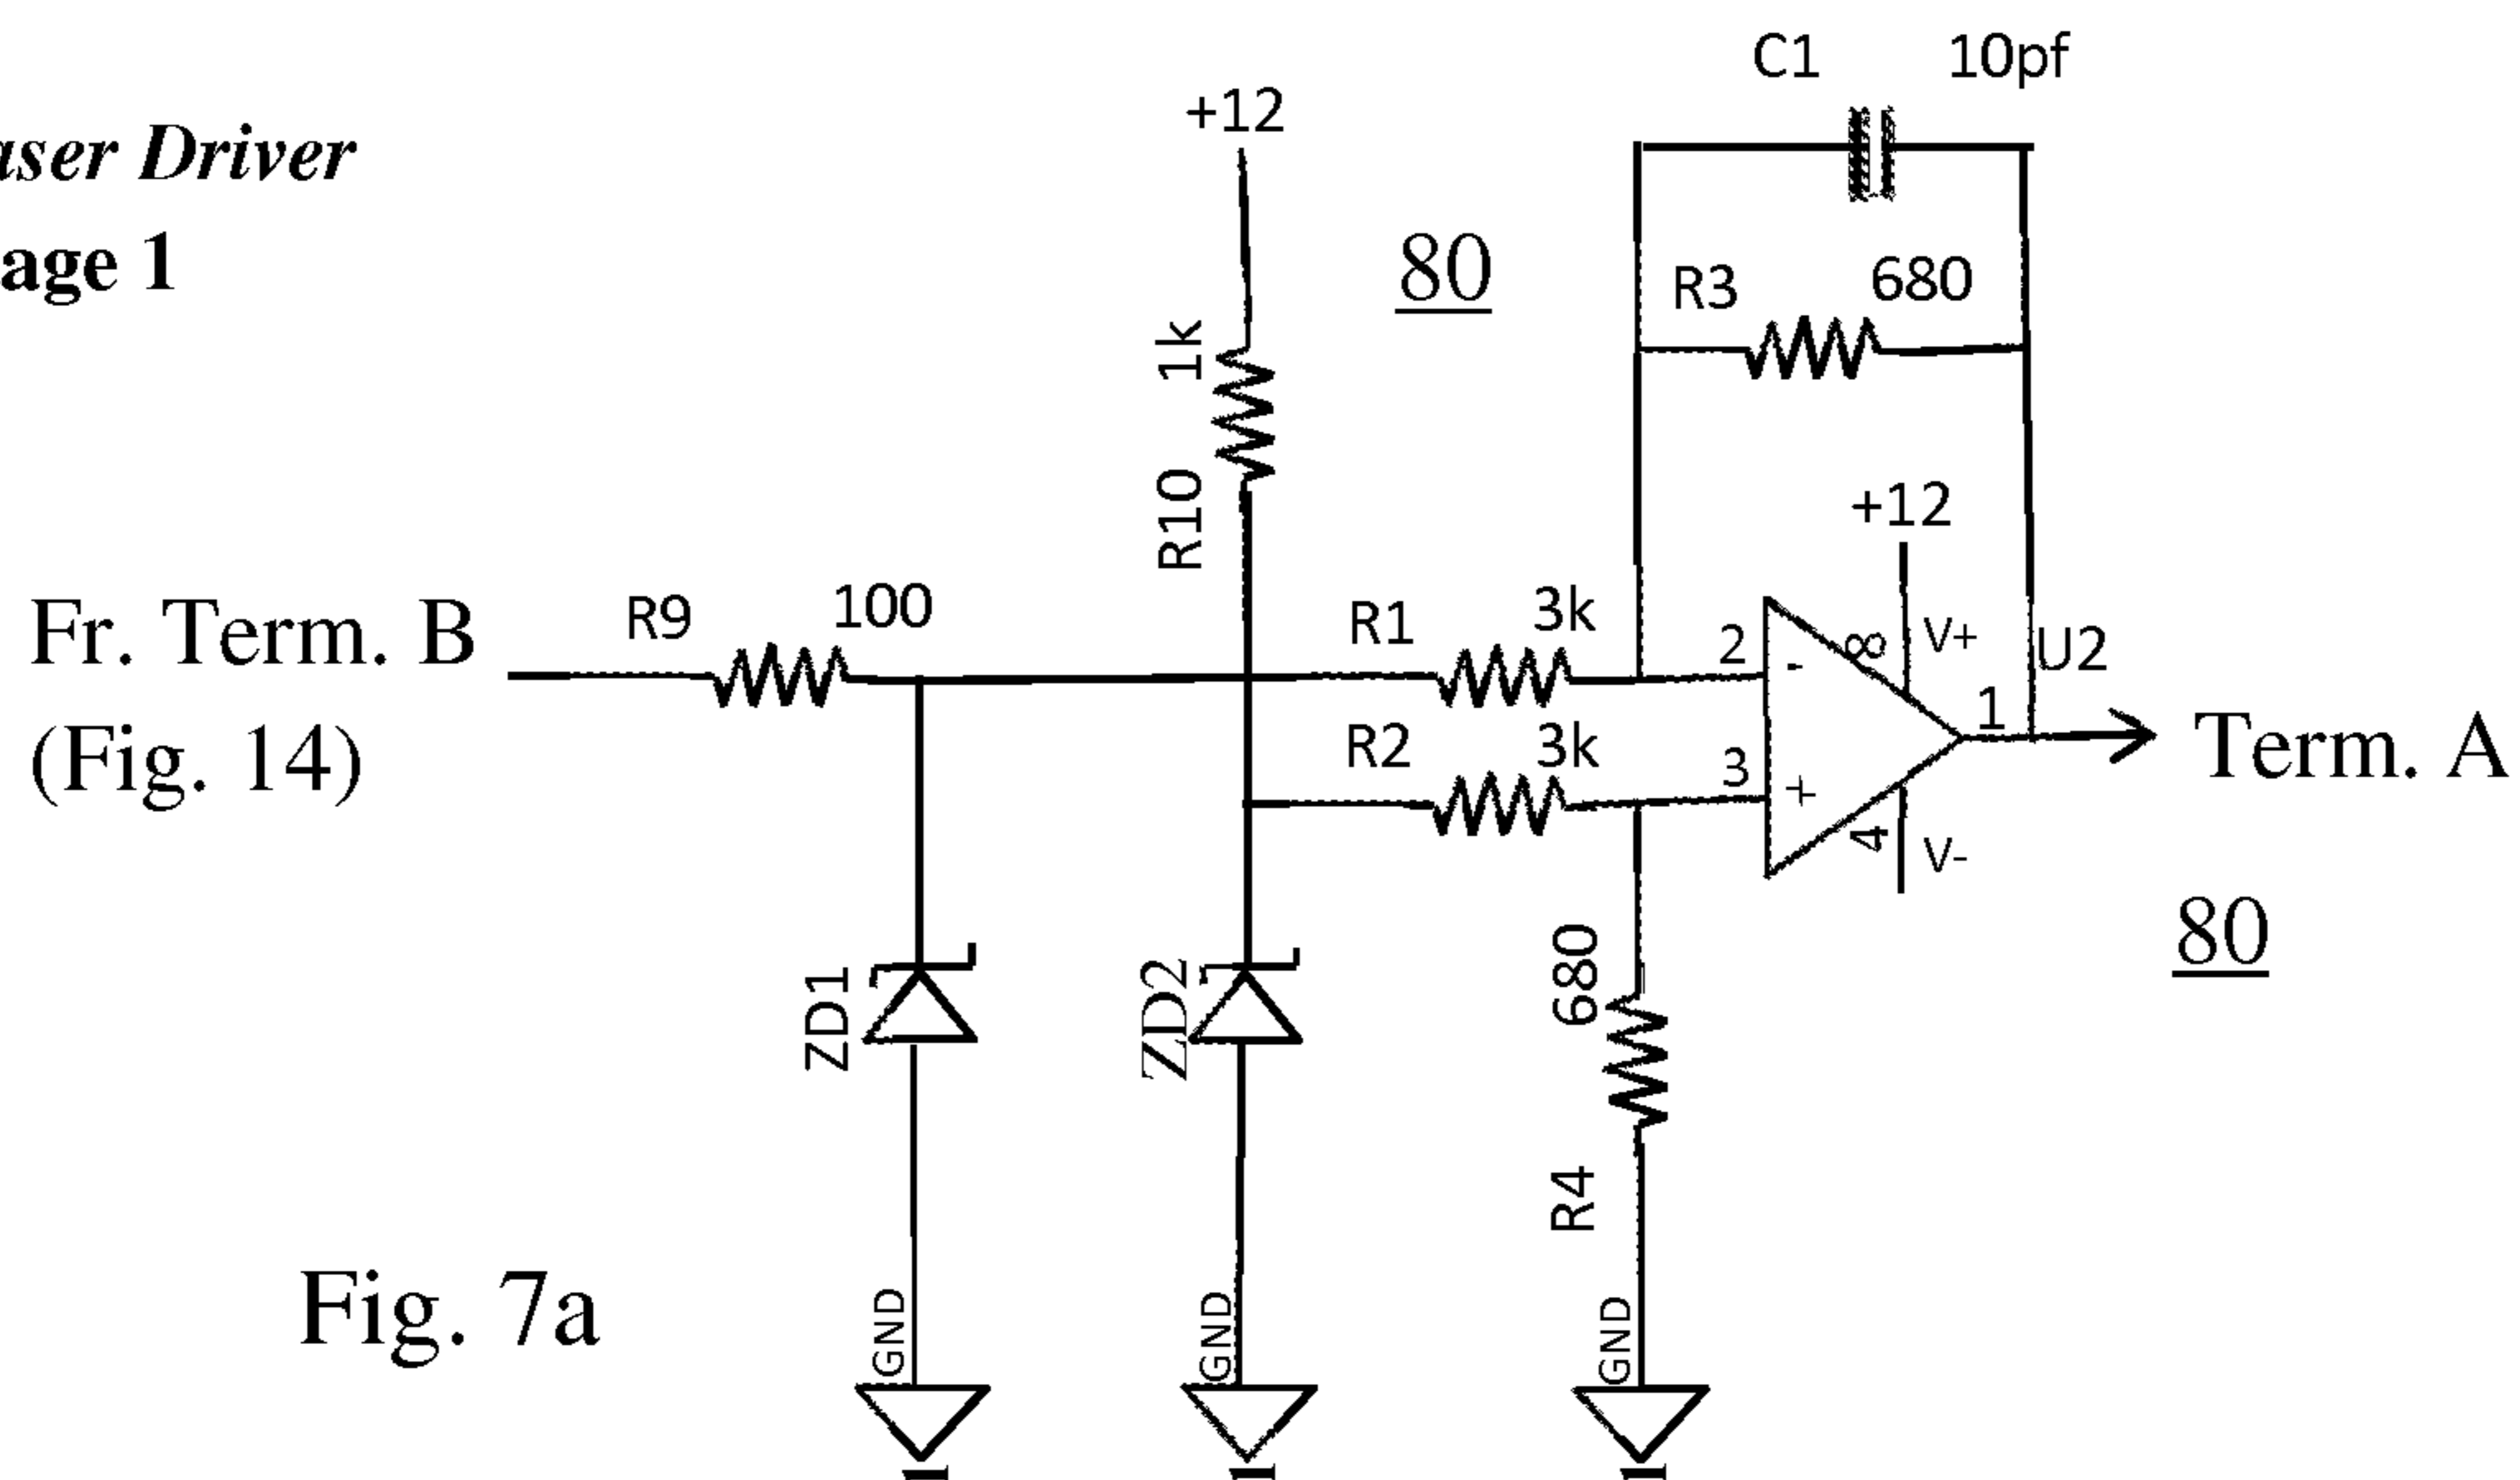 aser Driver
age 1
C1 10pf
+12
80
R3 680
1k
R10
+12
Fr. Term. B
(Fig. 14)
R9 100
R1 3k
2
-
8
V+
U2
1
R2 3k
3
+
4
V-
Term. A
80
ZD1
ZD2
680
R4
GND
GND
GND
Fig. 7a